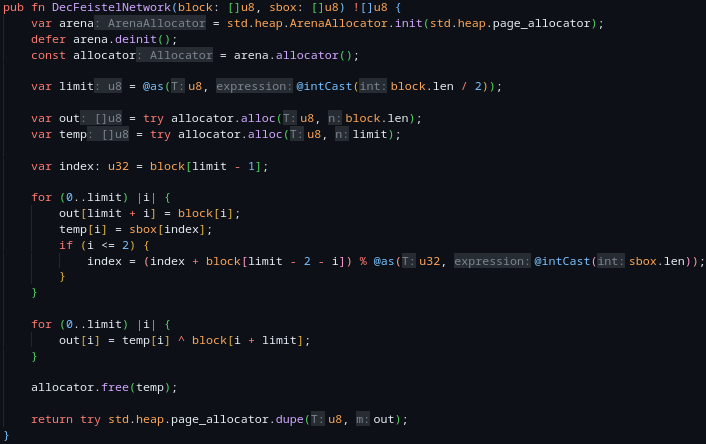 pub fn DecFeistelNetwork(block: []u8, sbox: []u8) ![]u8 {
    var arena: ArenaAllocator = std.heap.ArenaAllocator.init(std.heap.page_allocator);
    defer arena.deinit();
    const allocator: Allocator = arena.allocator();

    var limit: u8 = @as(T: u8, expression: @intCast(int: block.len / 2));

    var out: []u8 = try allocator.alloc(T: u8, n: block.len);
    var temp: []u8 = try allocator.alloc(T: u8, n: limit);

    var index: u32 = block[limit - 1];

    for (0..limit) |i| {
        out[limit + i] = block[i];
        temp[i] = sbox[index];
        if (i <= 2) {
            index = (index + block[limit - 2 - i]) % @as(T: u32, expression: @intCast(int: sbox.len));
        }
    }

    for (0..limit) |i| {
        out[i] = temp[i] ^ block[i + limit];
    }

    allocator.free(temp);

    return try std.heap.page_allocator.dupe(T: u8, m: out);
}